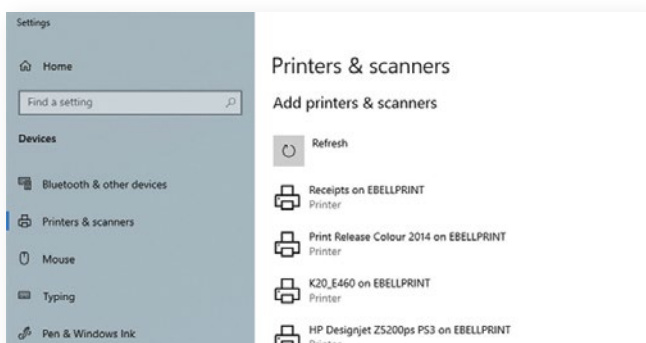 Settings
Home
Find a setting
Devices
Bluetooth & other devices
Printers & scanners
Mouse
Typing
Pen & Windows Ink
Printers & scanners
Add printers & scanners
Refresh
Receipts on EBELLPRINT
Printer
Print Release Colour 2014 on EBELLPRINT
Printer
K20_E460 on EBELLPRINT
Printer
HP Designjet Z5200ps PS3 on EBELLPRINT
Printer